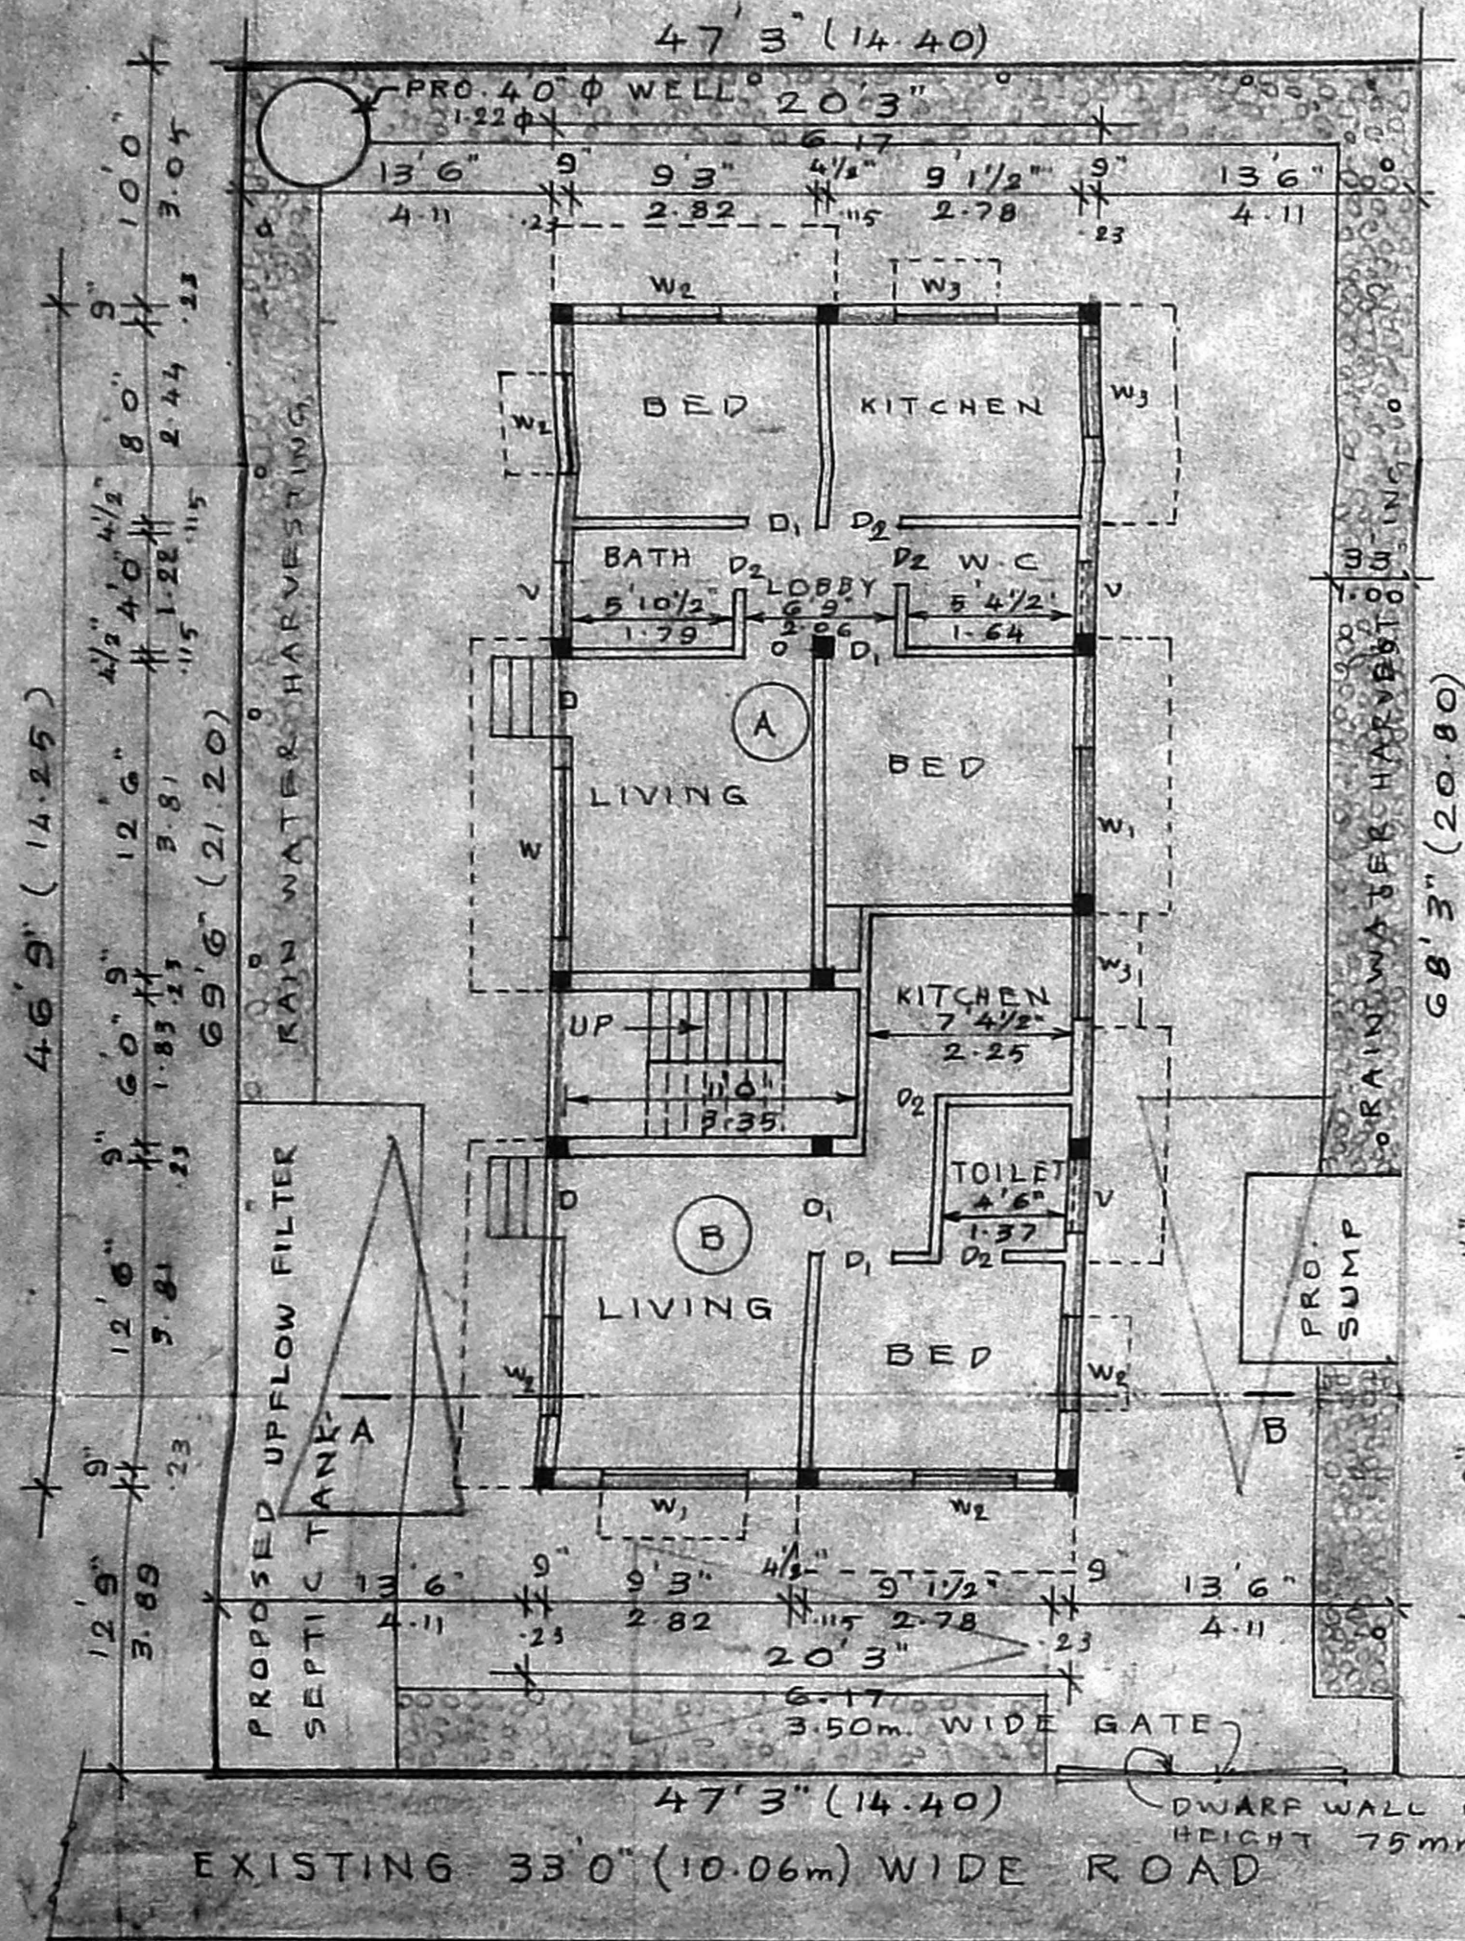 47'3" (14.40)
PRO. 4'0" Φ WELL
1.22 Φ
20'3"
6.17
13'6"
4.11
9"
.23
9'3"
2.82
4½"
.115
9'1½"
2.78
9"
.23
13'6"
4.11
10'0"
3.05
9"
.23
8'0"
2.44
4½"
.115
4'0"
1.22
4½"
.115
12'6"
3.81
9"
.23
6'0"
1.83
9"
.23
12'6"
3.81
9"
.23
12'9"
3.89
46'9" (14.25)
69'6" (21.20)
68'3" (20.80)
RAIN WATER HARVESTING
RAIN WATER HARVESTING
3'3"
1.00
W2
W3
W2
BED
KITCHEN
W3
D1
D2
BATH
D2
LOBBY
D2
W.C
V
5'10½"
1.79
6'9"
2.06
5'4½"
1.64
V
O
D1
D
A
LIVING
BED
W
W1
W3
KITCHEN
7'4½"
2.25
UP
11'0"
3.35
D2
TOILET
4'6"
1.37
V
D
B
D1
D1
D2
LIVING
BED
W2
W2
A
B
W1
W2
PROPOSED UPFLOW FILTER
SEPTIC TANK
PRO.
SUMP
13'6"
4.11
9"
.23
9'3"
2.82
4½"
.115
9'1½"
2.78
9"
.23
13'6"
4.11
20'3"
6.17
3.50m. WIDE GATE
47'3" (14.40)
DWARF WALL
HEIGHT 75mm
EXISTING 33'0" (10.06m) WIDE ROAD